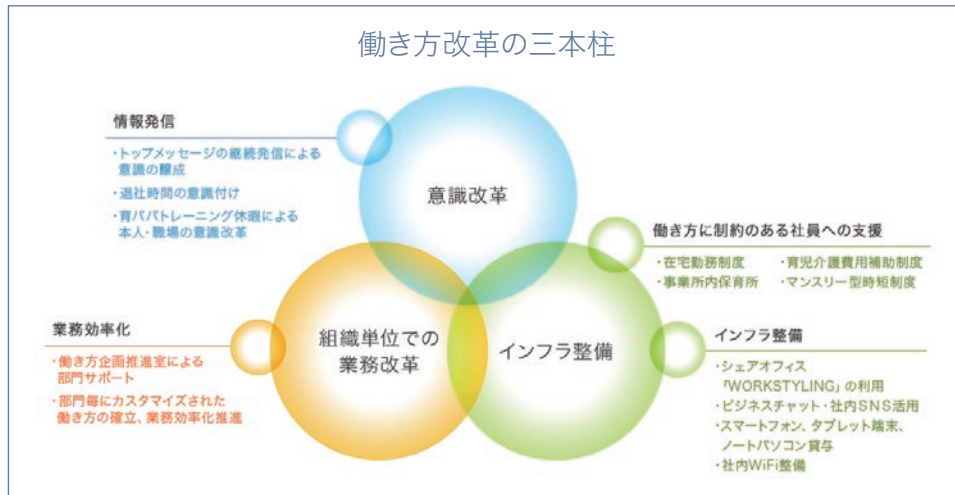 働き方改革の三本柱
情報発信
・トップメッセージの継続発信による
意識の醸成
・退社時間の意識付け
・育パパトレーニング休暇による
本人・職場の意識改革
意識改革
働き方に制約のある社員への支援
・在宅勤務制度 ・育児介護費用補助制度
・事業所内保育所 ・マンスリー型時短制度
業務効率化
・働き方企画推進室による
部門サポート
・部門毎にカスタマイズされた
働き方の確立、業務効率化推進
組織単位での
業務改革
インフラ整備
インフラ整備
・シェアオフィス
「WORKSTYLING」の利用
・ビジネスチャット・社内SNS活用
・スマートフォン、タブレット端末、
ノートパソコン貸与
・社内WiFi整備